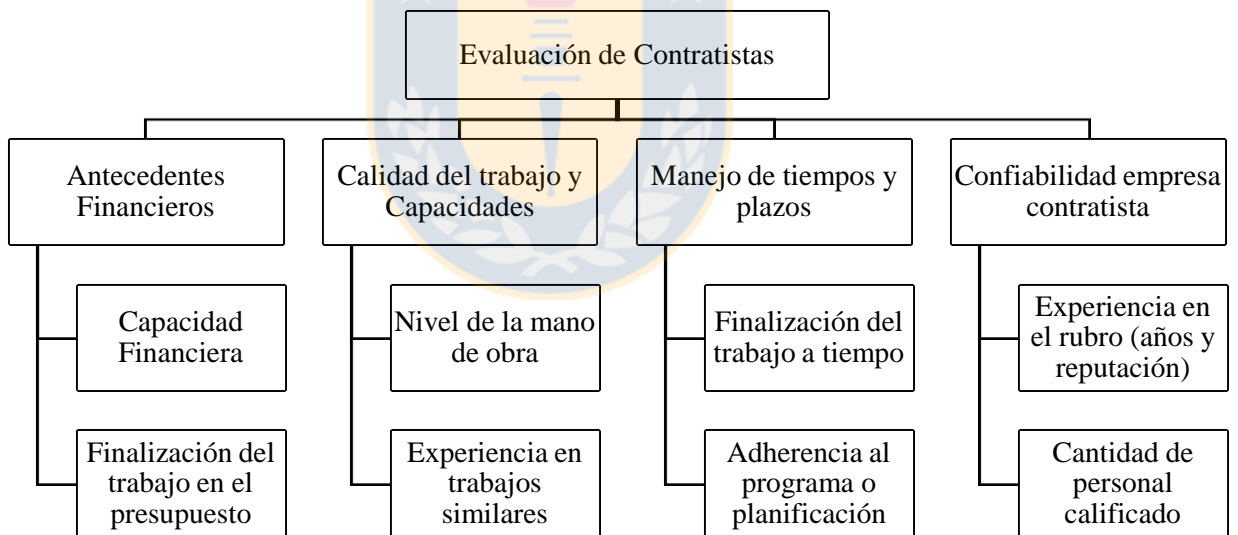 Evaluación de Contratistas
Antecedentes
Financieros
Capacidad
Financiera
Finalización del
trabajo en el
presupuesto
Calidad del trabajo y
Capacidades
Nivel de la mano
de obra
Experiencia en
trabajos
similares
Manejo de tiempos y
plazos
Finalización del
trabajo a tiempo
Adherencia al
programa o
planificación
Confiabilidad empresa
contratista
Experiencia en
el rubro (años y
reputación)
Cantidad de
personal
calificado